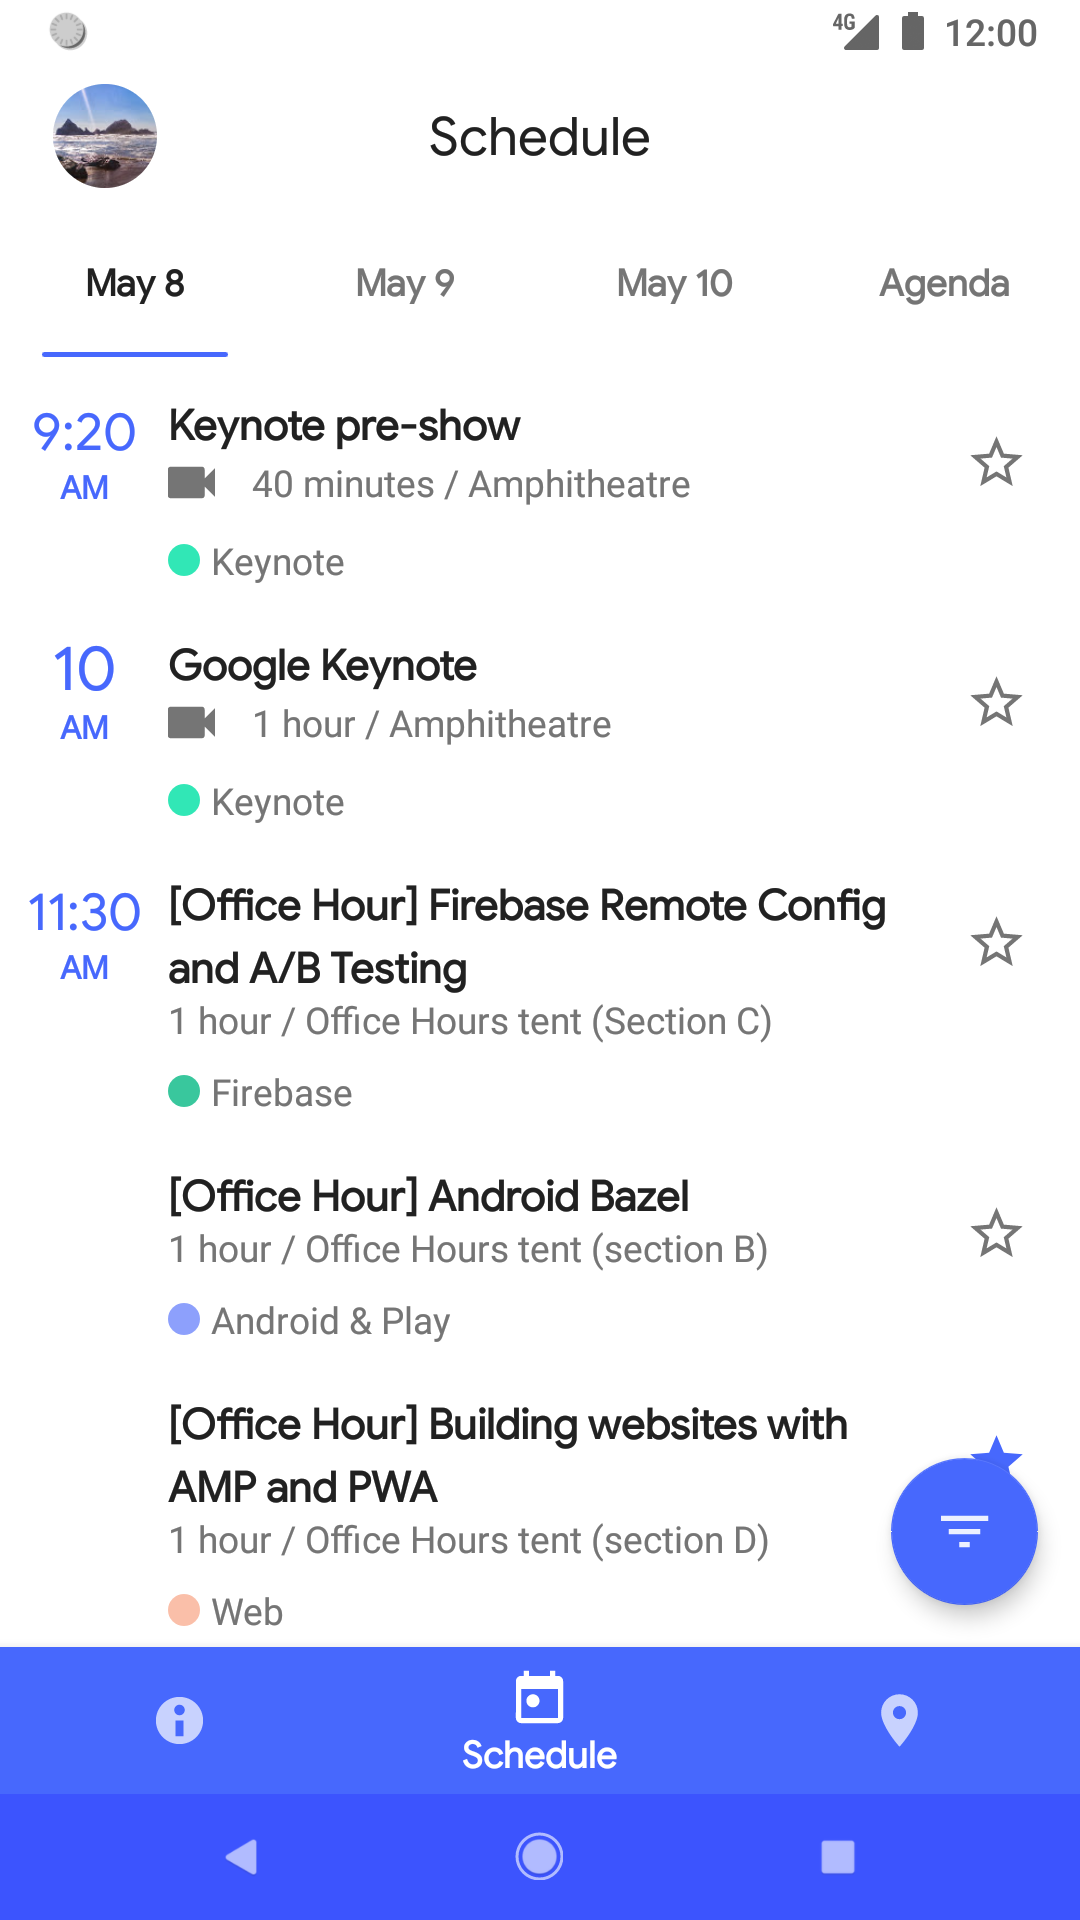 4G 12:00
Schedule
May 8 May 9 May 10 Agenda
9:20 AM
Keynote pre-show
40 minutes / Amphitheatre
Keynote
10 AM
Google Keynote
1 hour / Amphitheatre
Keynote
11:30 AM
[Office Hour] Firebase Remote Config
and A/B Testing
1 hour / Office Hours tent (Section C)
Firebase
[Office Hour] Android Bazel
1 hour / Office Hours tent (section B)
Android & Play
[Office Hour] Building websites with
AMP and PWA
1 hour / Office Hours tent (section D)
Web
Schedule